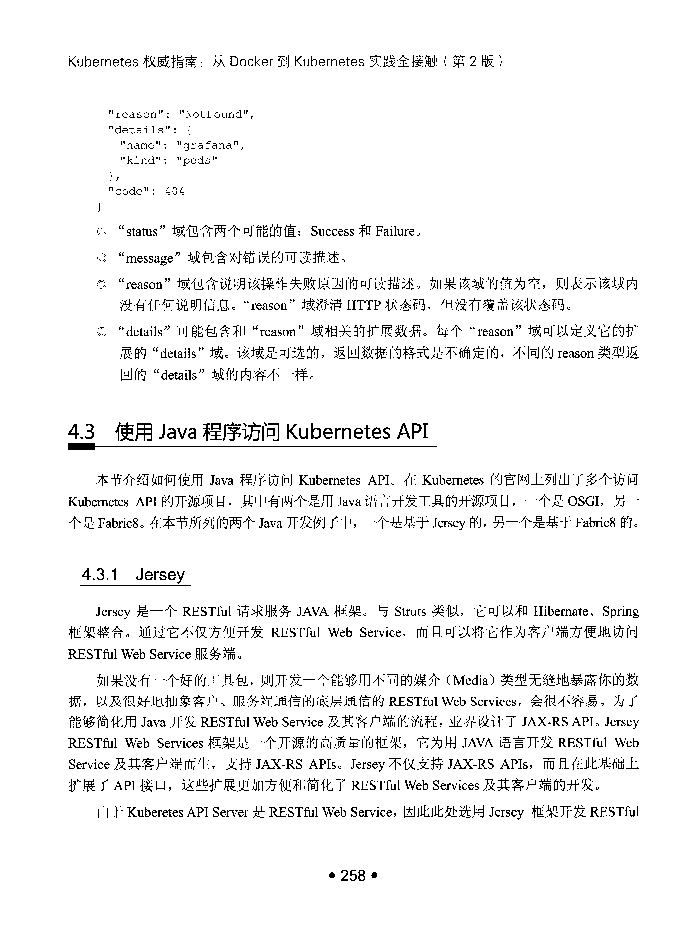 Kubernetes 权威指南：从 Docker 到 Kubernetes 实践全接触（第 2 版）
"reason": "NotFound",
"details": {
"name": "grafana",
"kind": "pods"
},
"code": 404
}
“status”域包含两个可能的值：Success 和 Failure。
“message”域包含对错误的可读描述。
“reason”域包含说明该操作失败原因的可读描述。如果该域的值为空，则表示该域内
没有任何说明信息。“reason”域澄清 HTTP 状态码，但没有覆盖该状态码。
“details”可能包含和“reason”域相关的扩展数据。每个“reason”域可以定义它的扩
展的“details”域。该域是可选的，返回数据的格式是不确定的，不同的 reason 类型返
回的“details”域的内容不一样。
4.3 使用 Java 程序访问 Kubernetes API
本节介绍如何使用 Java 程序访问 Kubernetes API。在 Kubernetes 的官网上列出了多个访问
Kubernetes API 的开源项目，其中有两个是用 Java 语言开发工具的开源项目，一个是 OSGI，另一
个是 Fabric8。在本节所列的两个 Java 开发例子中，一个是基于 Jersey 的，另一个是基于 Fabric8 的。
4.3.1 Jersey
Jersey 是一个 RESTful 请求服务 JAVA 框架。与 Struts 类似，它可以和 Hibernate、Spring
框架整合。通过它不仅方便开发 RESTful Web Service，而且可以将它作为客户端方便地访问
RESTful Web Service 服务端。
如果没有一个好的工具包，则开发一个能够用不同的媒介（Media）类型无缝地暴露你的数
据，以及很好地抽象客户、服务端通信的底层通信的 RESTful Web Services，会很不容易。为了
能够简化用 Java 开发 RESTful Web Service 及其客户端的流程，业界设计了 JAX-RS API。Jersey
RESTful Web Services 框架是一个开源的高质量的框架，它为用 JAVA 语言开发 RESTful Web
Service 及其客户端而生，支持 JAX-RS APIs。Jersey 不仅支持 JAX-RS APIs，而且在此基础上
扩展了 API 接口，这些扩展更加方便和简化了 RESTful Web Services 及其客户端的开发。
由于 Kuberetes API Server 是 RESTful Web Service，因此此处选用 Jersey 框架开发 RESTful
• 258 •